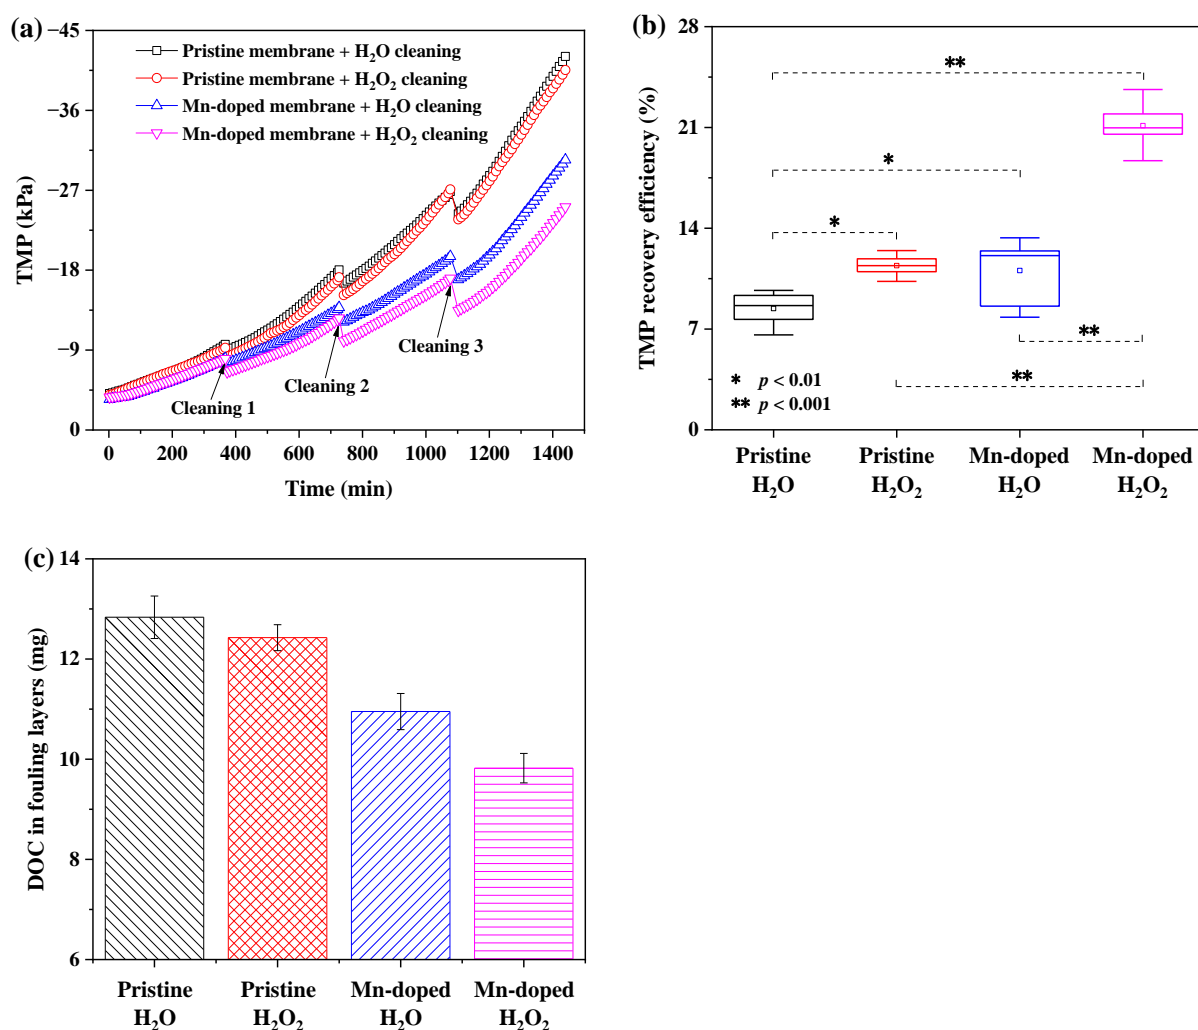 (a)
TMP (kPa)
−45
−36
−27
−18
−9
0
Pristine membrane + H₂O cleaning
Pristine membrane + H₂O₂ cleaning
Mn-doped membrane + H₂O cleaning
Mn-doped membrane + H₂O₂ cleaning
Cleaning 1
Cleaning 2
Cleaning 3
0 200 400 600 800 1000 1200 1400
Time (min)
(b)
TMP recovery efficiency (%)
28
21
14
7
0
**
*
*
**
**
* p < 0.01
** p < 0.001
Pristine Pristine Mn-doped Mn-doped
H₂O H₂O₂ H₂O H₂O₂
(c)
DOC in fouling layers (mg)
14
12
10
8
6
Pristine Pristine Mn-doped Mn-doped
H₂O H₂O₂ H₂O H₂O₂